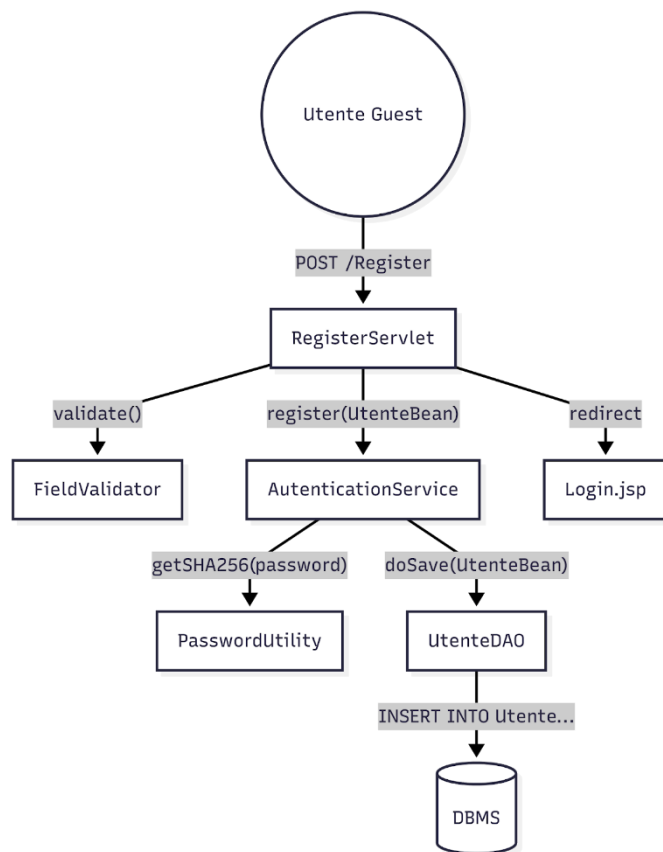 Utente Guest
POST /Register
RegisterServlet
validate()
register(UtenteBean)
redirect
FieldValidator
AutenticationService
Login.jsp
getSHA256(password)
doSave(UtenteBean)
PasswordUtility
UtenteDAO
INSERT INTO Utente...
DBMS